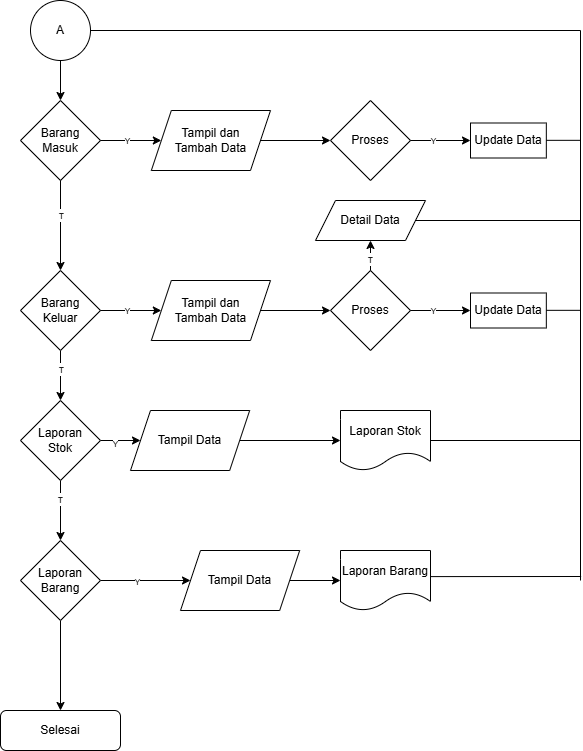 A
Barang
Masuk
Y
Tampil dan
Tambah Data
Proses
Y
Update Data
T
Detail Data
T
Barang
Keluar
Y
Tampil dan
Tambah Data
Proses
Y
Update Data
T
Laporan
Stok
Y
Tampil Data
Laporan Stok
T
Laporan
Barang
Y
Tampil Data
Laporan Barang
Selesai